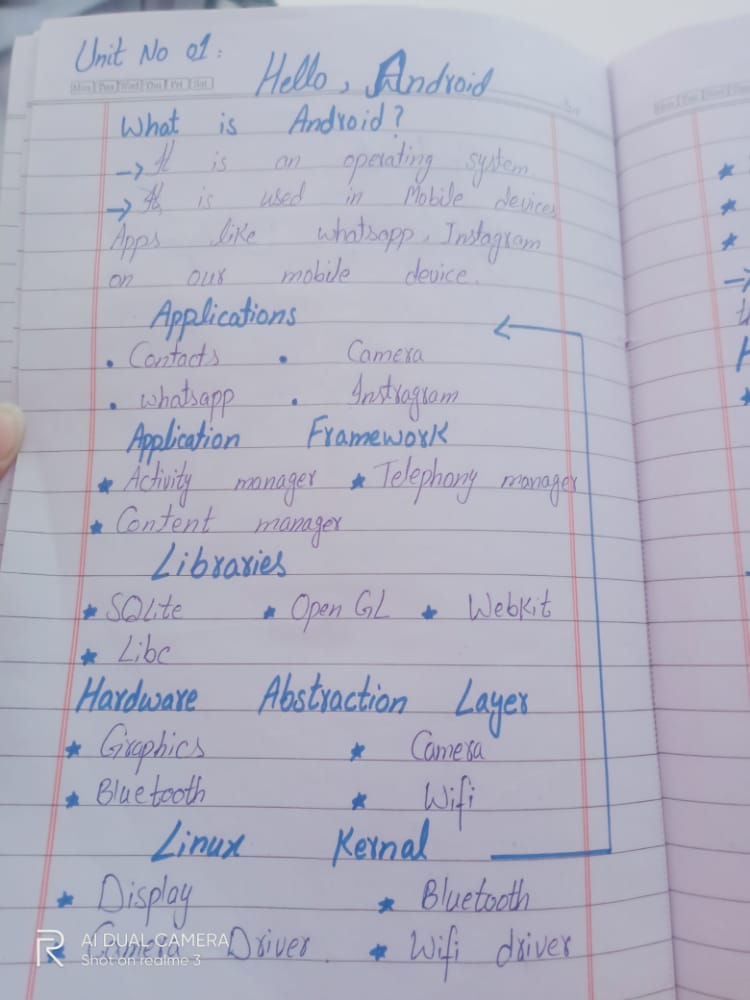 Unit No 01:
Mon Tue Wed Thu Fri Sat
Hello, Android
What is Android?
→ It is an operating system
→ It is used in Mobile devices
Apps like whatsapp, Instagram
on our mobile device.
Applications
• Contacts • Camera
• whatsapp • Instragram
Application Framework
★ Activity manager ★ Telephony manager
★ Content manager
Libraries
★ SQLite ★ Open GL ★ Webkit
★ Libc
Hardware Abstraction Layer
★ Graphics ★ Camera
★ Bluetooth ★ Wifi
Linux Kernal
★ Display ★ Bluetooth
★ Camera Driver. ★ Wifi driver
R AI DUAL CAMERA
Shot on realme 3